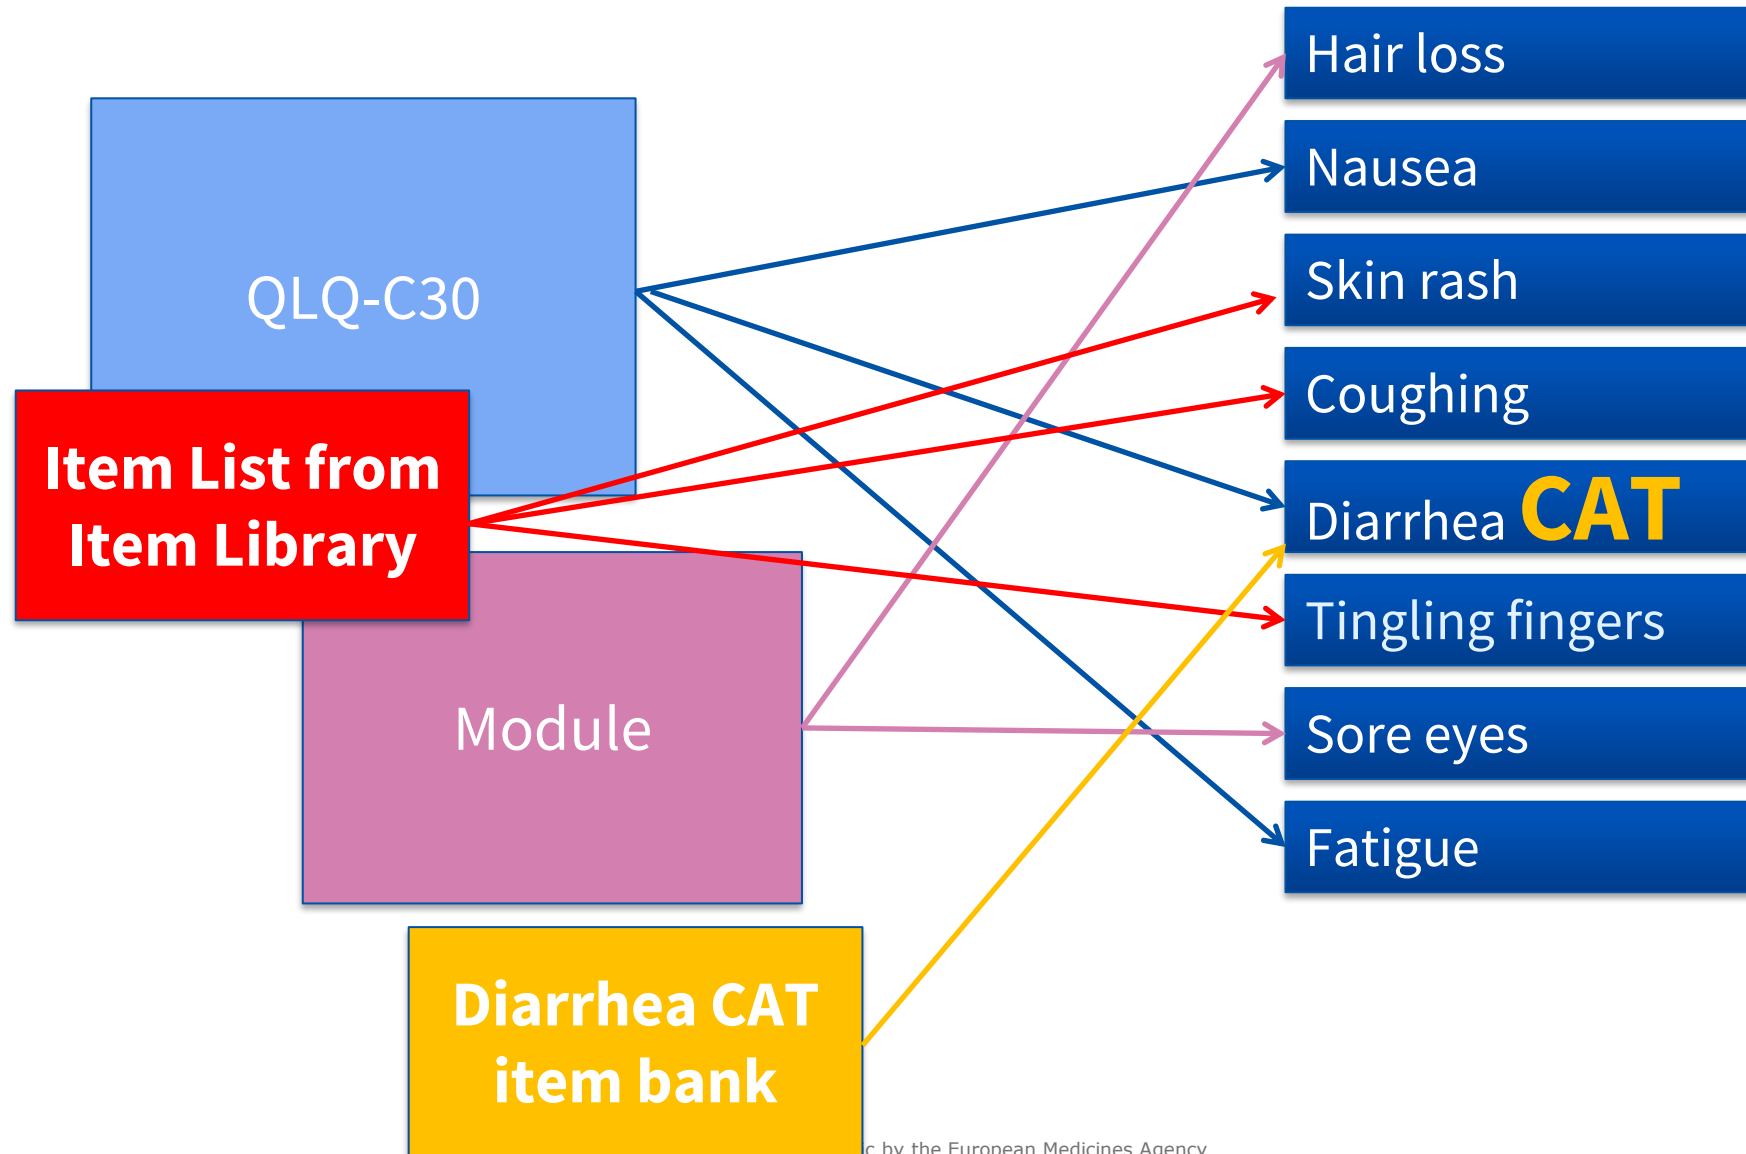 QLQ-C30
Item List from
Item Library
Module
Diarrhea CAT
item bank
Hair loss
Nausea
Skin rash
Coughing
Diarrhea CAT
Tingling fingers
Sore eyes
Fatigue
by the European Medicines Agency